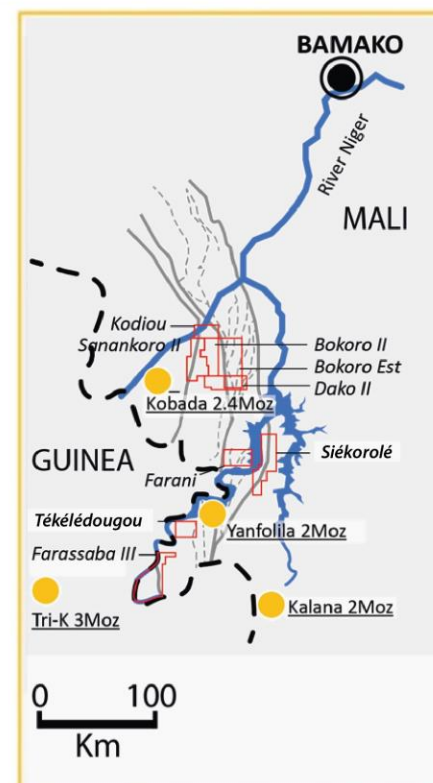 BAMAKO
River Niger
MALI
Kodiou
Sanankoro II
Bokoro II
Bokoro Est
Dako II
Kobada 2.4Moz
GUINEA
Siékorolé
Farani
Tékélédougou
Yanfolila 2Moz
Farassaba III
Tri-K 3Moz
Kalana 2Moz
0 100
Km